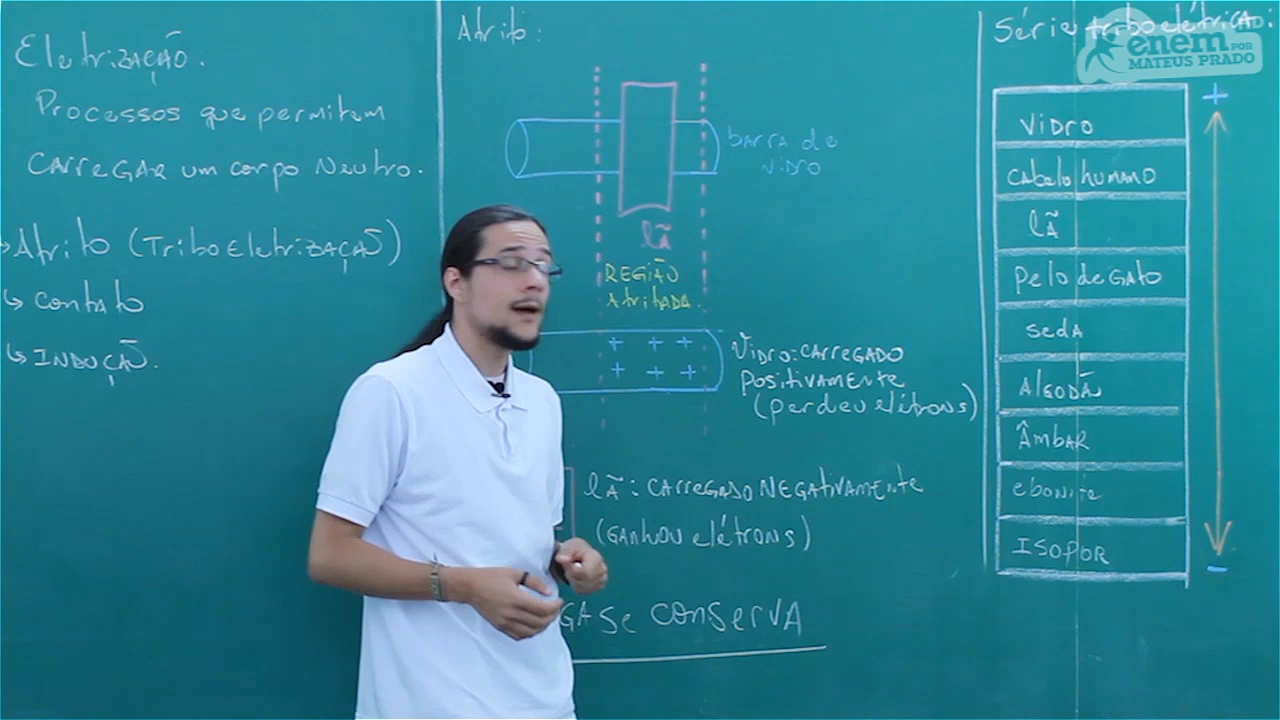 Eletrização.
Processos que permitem
carregar um corpo neutro.
Atrito (Triboeletrização)
↳ contato
↳ Indução.
Atrito:
barra de
vidro.
lã
Região
Atritada.
+ + +
+ + +
Vidro: carregado
positivamente
(perdeu elétrons)
lã: carregado negativamente
(ganhou elétrons)
se conserva
Série triboelétrica:
enem
POR
MATEUS PRADO
+
vidro
cabelo humano
lã
pelo de gato
seda
Algodão
Âmbar
ebonite
ISOPOR
-